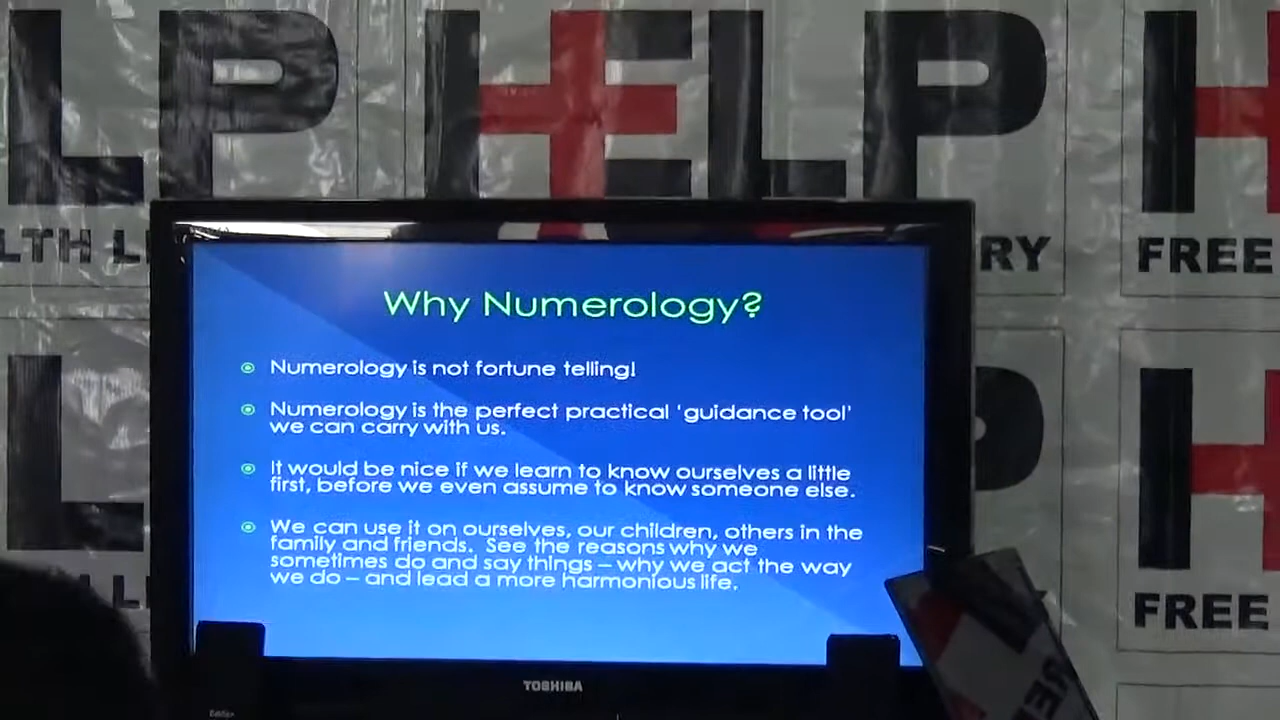 LP
HELP
H
LTH LI
RY
FREE
Why Numerology?
Numerology is not fortune telling!
Numerology is the perfect practical 'guidance tool'
we can carry with us.
It would be nice if we learn to know ourselves a little
first, before we even assume to know someone else.
We can use it on ourselves, our children, others in the
family and friends. See the reasons why we
sometimes do and say things – why we act the way
we do – and lead a more harmonious life.
L
H
FREE
TOSHIBA